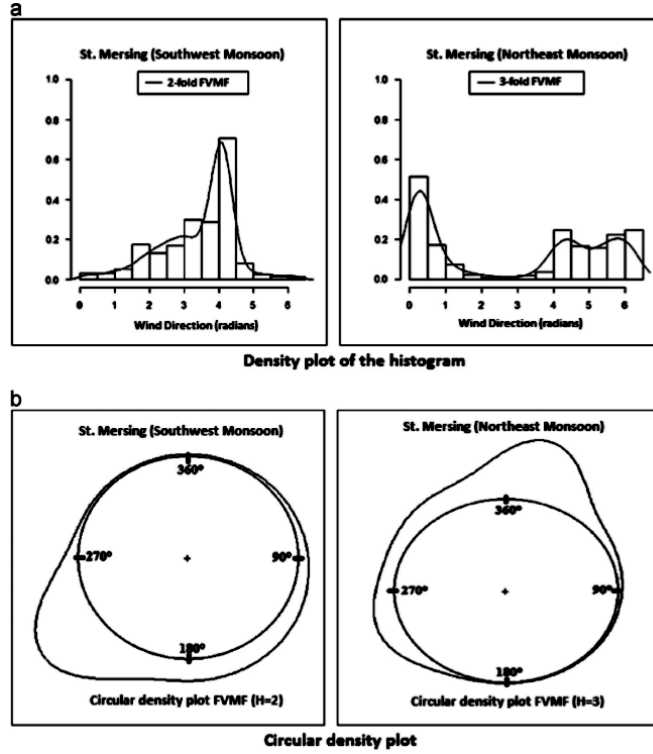 a
St. Mersing (Southwest Monsoon)
2-fold FVMF
1.0
0.8
0.6
0.4
0.2
0.0
0 1 2 3 4 5 6
Wind Direction (radians)
St. Mersing (Northeast Monsoon)
3-fold FVMF
1.0
0.8
0.6
0.4
0.2
0.0
0 1 2 3 4 5 6
Wind Direction (radians)
Density plot of the histogram
b
St. Mersing (Southwest Monsoon)
360°
270°
90°
180°
Circular density plot FVMF (H=2)
St. Mersing (Northeast Monsoon)
360°
270°
90°
180°
Circular density plot FVMF (H=3)
Circular density plot